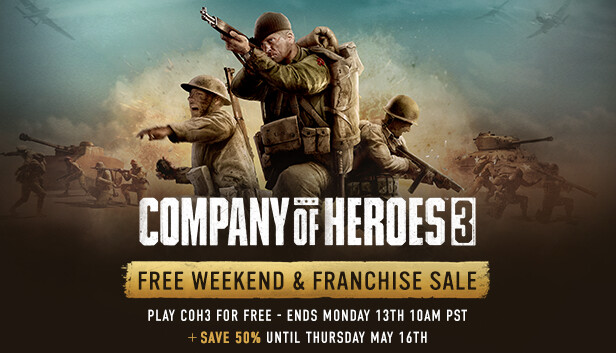 COMPANY OF HEROES 3
FREE WEEKEND & FRANCHISE SALE
PLAY COH3 FOR FREE - ENDS MONDAY 13TH 10AM PST
+ SAVE 50% UNTIL THURSDAY MAY 16TH